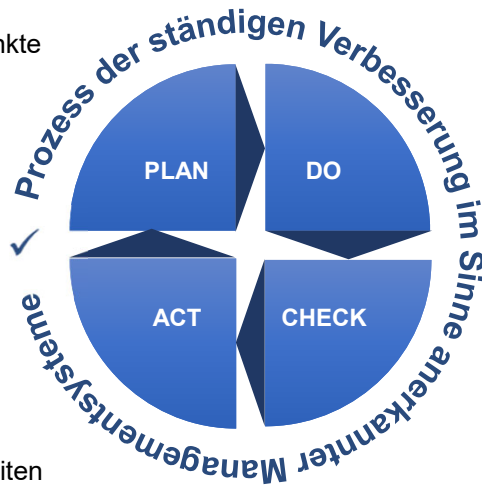 nkte
Prozess der ständigen Verbesserung im Sinne anerkannter Managementsysteme
PLAN
DO
ACT
CHECK
iten